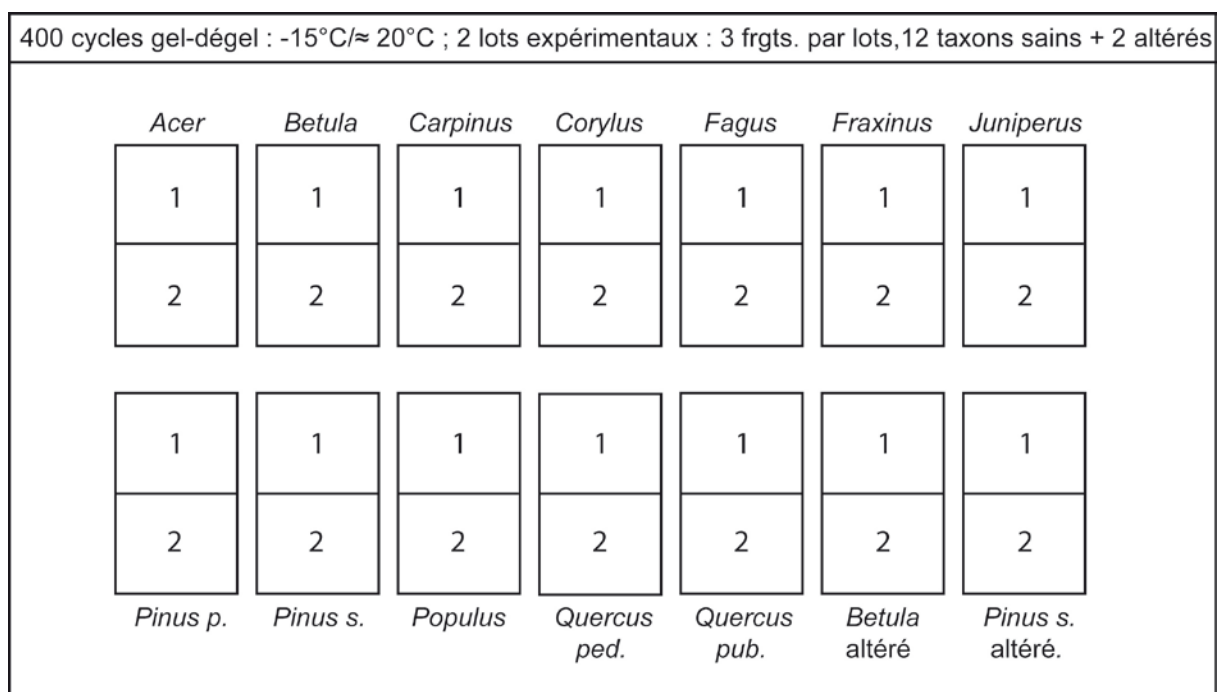 400 cycles gel-dégel : -15°C/≈ 20°C ; 2 lots expérimentaux : 3 frgts. par lots,12 taxons sains + 2 altérés
Acer Betula Carpinus Corylus Fagus Fraxinus Juniperus
1 1 1 1 1 1 1
2 2 2 2 2 2 2
1 1 1 1 1 1 1
2 2 2 2 2 2 2
Pinus p. Pinus s. Populus Quercus Quercus Betula Pinus s.
ped. pub. altéré altéré.